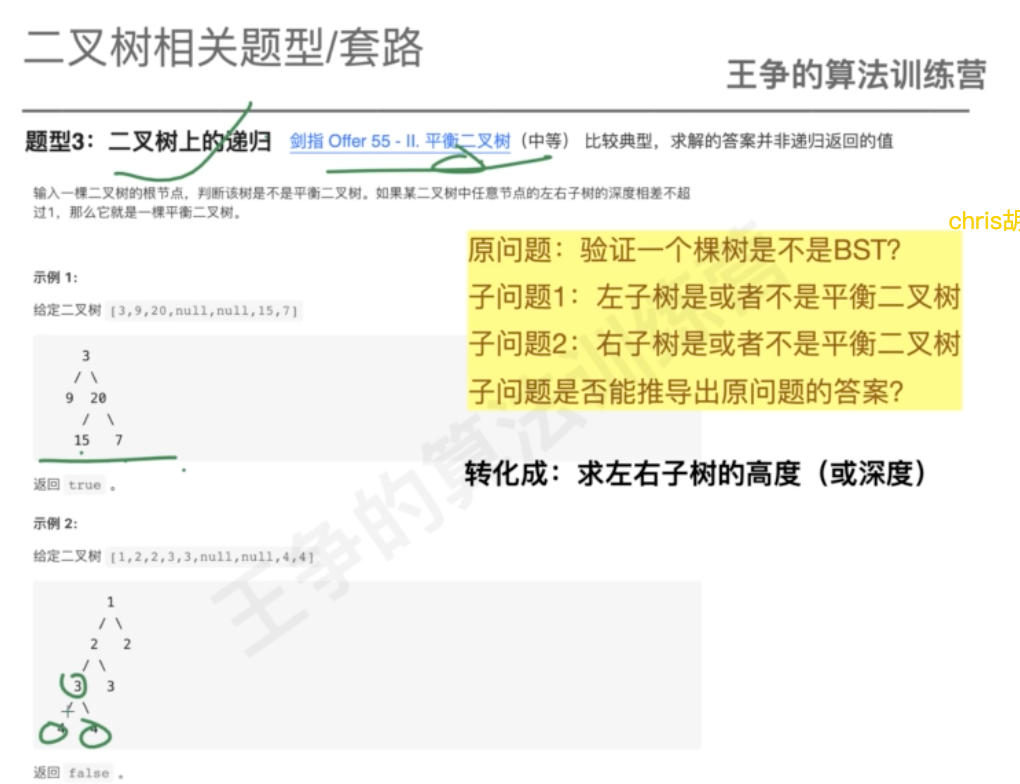 二叉树相关题型/套路
王争的算法训练营
题型3：二叉树上的递归 剑指 Offer 55 - II. 平衡二叉树（中等） 比较典型，求解的答案并非递归返回的值
输入一棵二叉树的根节点，判断该树是不是平衡二叉树。如果某二叉树中任意节点的左右子树的深度相差不超
过1，那么它就是一棵平衡二叉树。
chris胡
原问题：验证一个棵树是不是BST?
子问题1：左子树是或者不是平衡二叉树
子问题2：右子树是或者不是平衡二叉树
子问题是否能推导出原问题的答案?
转化成：求左右子树的高度（或深度）
示例 1:
给定二叉树 [3,9,20,null,null,15,7]
3
/ \
9 20
/ \
15 7
返回 true 。
示例 2:
给定二叉树 [1,2,2,3,3,null,null,4,4]
1
/ \
2 2
/ \
3 3
/ \
4 4
返回 false 。
王争的算法训练营